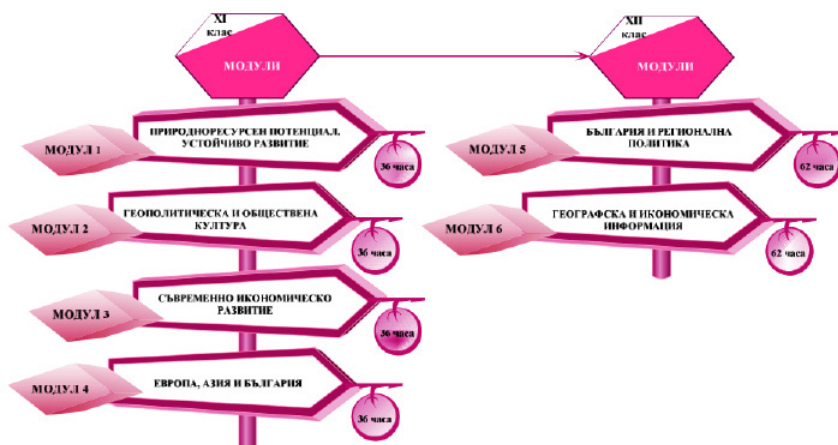 XI
клас
МОДУЛИ
XII
клас
МОДУЛИ
МОДУЛ 1
ПРИРОДНОРЕСУРСЕН ПОТЕНЦИАЛ.
УСТОЙЧИВО РАЗВИТИЕ
36 часа
МОДУЛ 2
ГЕОПОЛИТИЧЕСКА И ОБЩЕСТВЕНА
КУЛТУРА
36 часа
МОДУЛ 3
СЪВРЕМЕННО ИКОНОМИЧЕСКО
РАЗВИТИЕ
36 часа
МОДУЛ 4
ЕВРОПА, АЗИЯ И БЪЛГАРИЯ
36 часа
МОДУЛ 5
БЪЛГАРИЯ И РЕГИОНАЛНА
ПОЛИТИКА
62 часа
МОДУЛ 6
ГЕОГРАФСКА И ИКОНОМИЧЕСКА
ИНФОРМАЦИЯ
62 часа